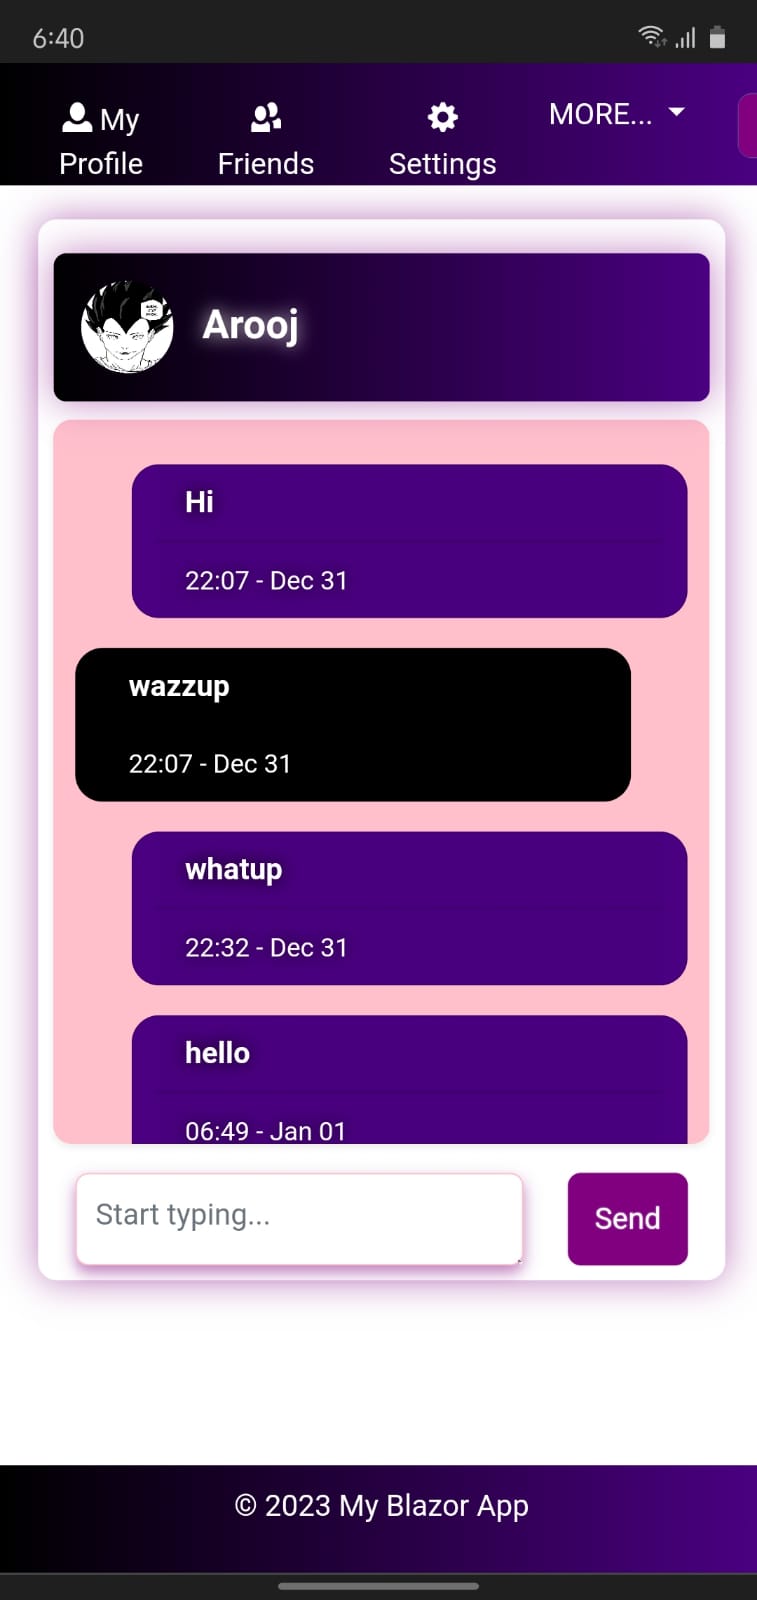 6:40
My Profile
Friends
Settings
MORE...
Arooj
Hi
22:07 - Dec 31
wazzup
22:07 - Dec 31
whatup
22:32 - Dec 31
hello
06:49 - Jan 01
Start typing...
Send
© 2023 My Blazor App